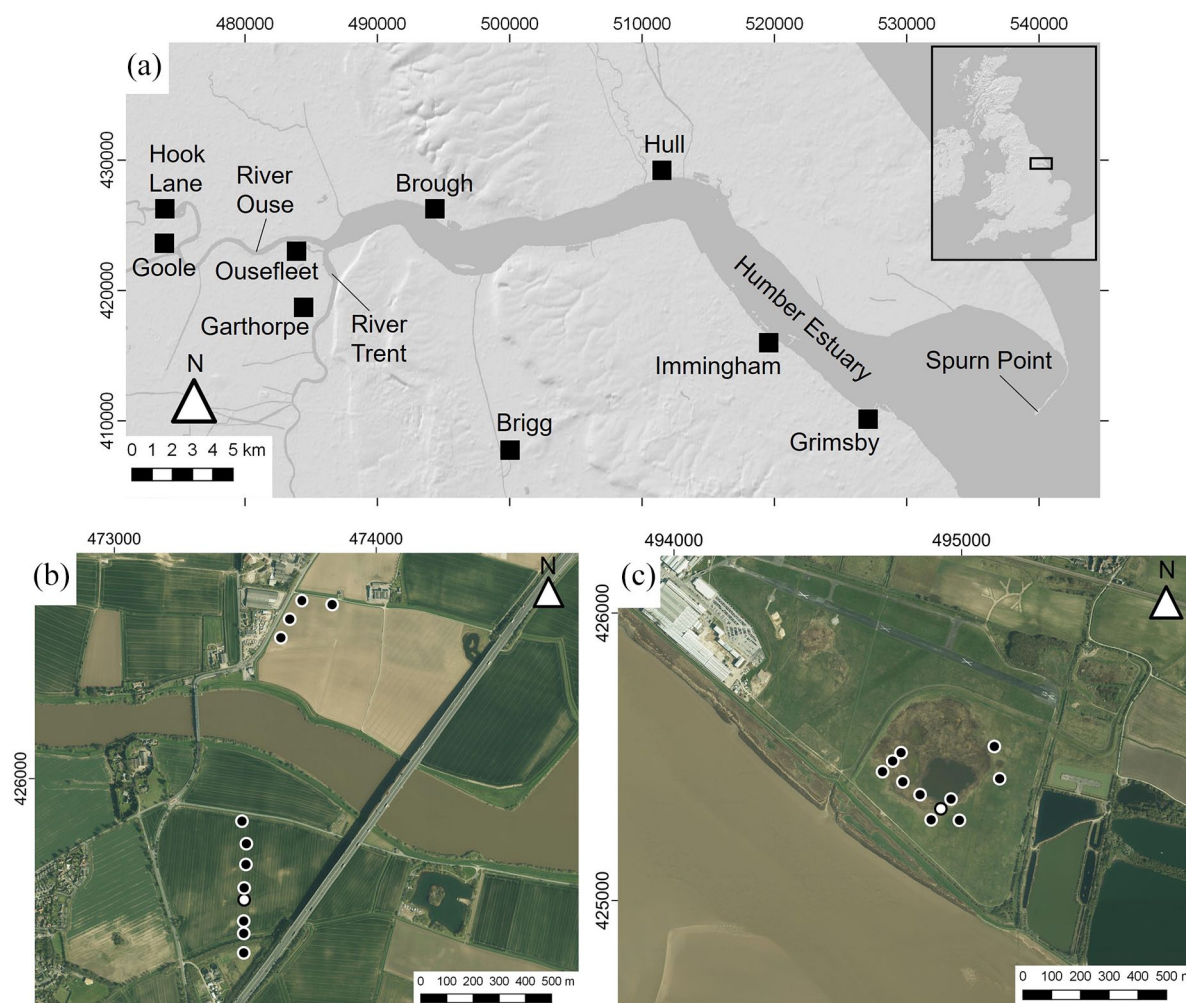 480000 490000 500000 510000 520000 530000 540000
(a)
430000
420000
410000
Hook
Lane
River
Ouse
Brough
Hull
Goole
Ousefleet
Garthorpe
River
Trent
Humber Estuary
Immingham
Spurn Point
Grimsby
Brigg
N
0 1 2 3 4 5 km
473000 474000
(b)
N
426000
0 100 200 300 400 500 m
494000 495000
(c)
N
426000
425000
0 100 200 300 400 500 m